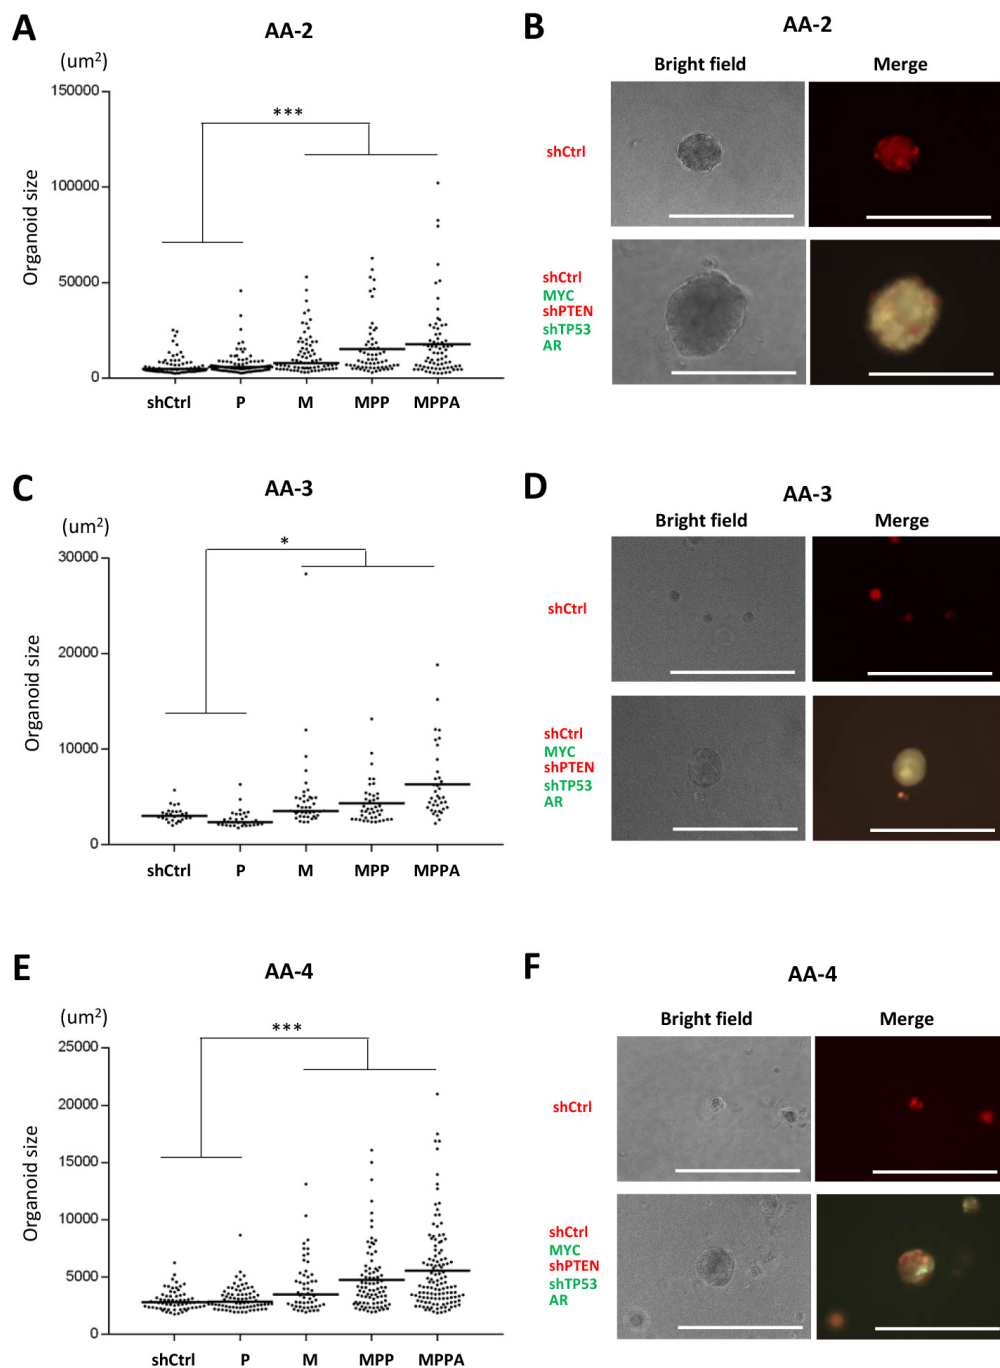 A
AA-2
(um²)
Organoid size
150000
100000
50000
0
***
shCtrl P M MPP MPPA
B
AA-2
Bright field Merge
shCtrl
shCtrl
MYC
shPTEN
shTP53
AR
C
AA-3
(um²)
Organoid size
30000
20000
10000
0
*
shCtrl P M MPP MPPA
D
AA-3
Bright field Merge
shCtrl
shCtrl
MYC
shPTEN
shTP53
AR
E
AA-4
(um²)
Organoid size
25000
20000
15000
10000
5000
0
***
shCtrl P M MPP MPPA
F
AA-4
Bright field Merge
shCtrl
shCtrl
MYC
shPTEN
shTP53
AR